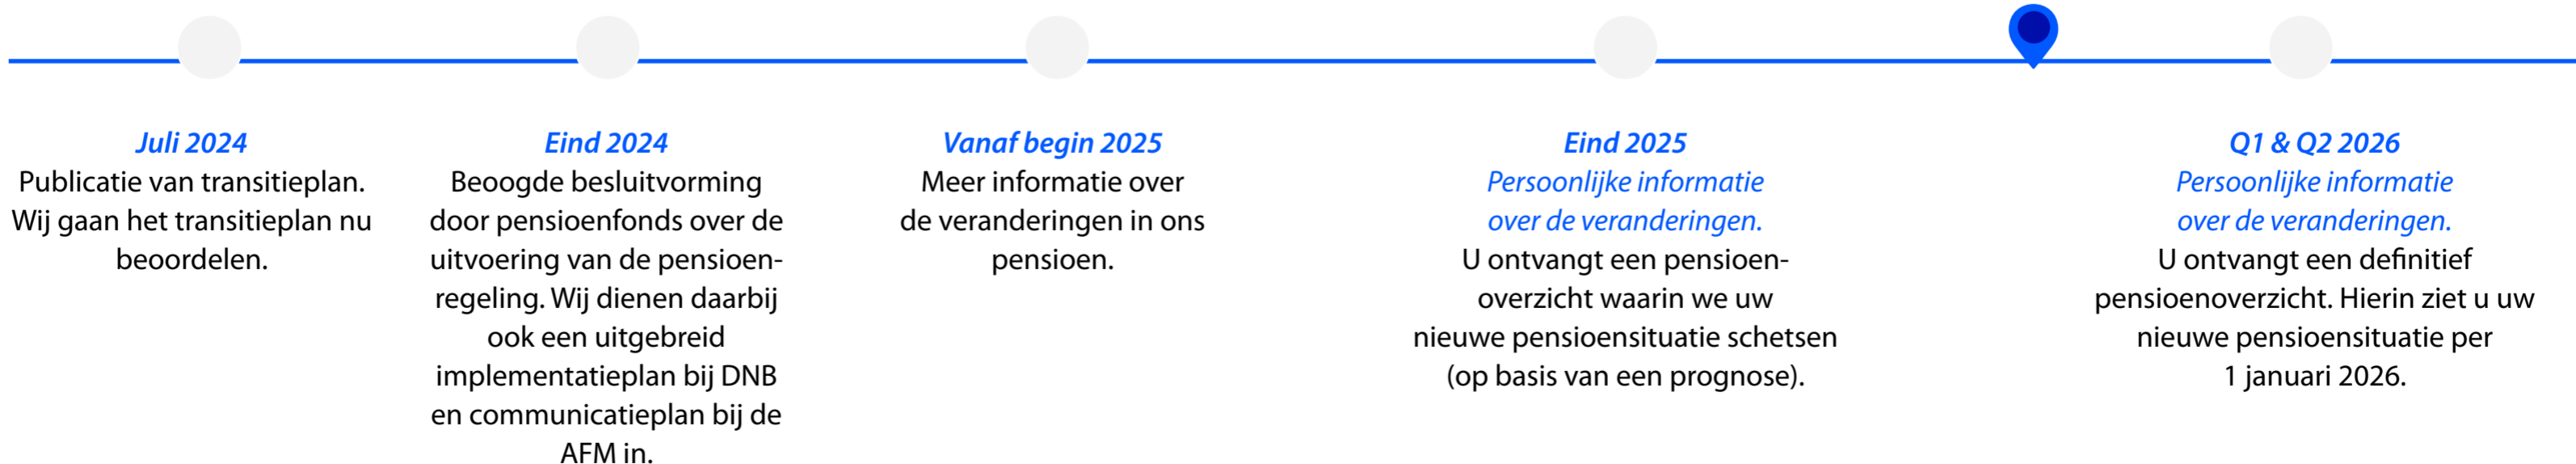 Juli 2024
Publicatie van transitieplan.
Wij gaan het transitieplan nu
beoordelen.
Eind 2024
Beoogde besluitvorming
door pensioenfonds over de
uitvoering van de pensioen-
regeling. Wij dienen daarbij
ook een uitgebreid
implementatieplan bij DNB
en communicatieplan bij de
AFM in.
Vanaf begin 2025
Meer informatie over
de veranderingen in ons
pensioen.
Eind 2025
Persoonlijke informatie
over de veranderingen.
U ontvangt een pensioen-
overzicht waarin we uw
nieuwe pensioensituatie schetsen
(op basis van een prognose).
Q1 & Q2 2026
Persoonlijke informatie
over de veranderingen.
U ontvangt een definitief
pensioenoverzicht. Hierin ziet u uw
nieuwe pensioensituatie per
1 januari 2026.